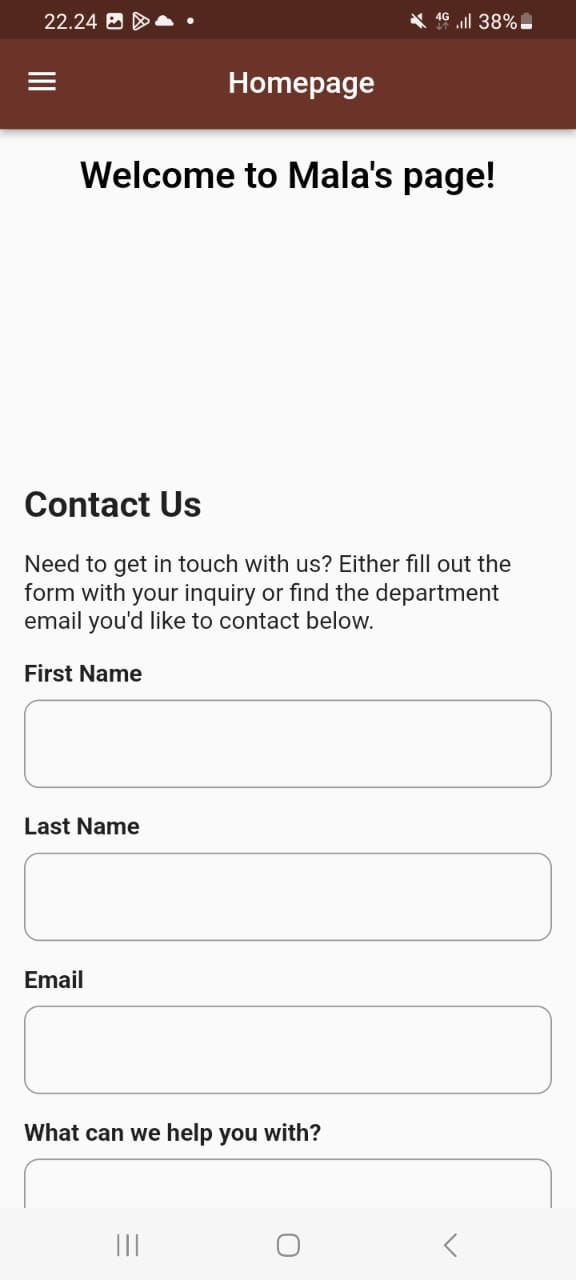 22.24
4G
38%
Homepage
Welcome to Mala's page!
Contact Us
Need to get in touch with us? Either fill out the
form with your inquiry or find the department
email you'd like to contact below.
First Name
Last Name
Email
What can we help you with?